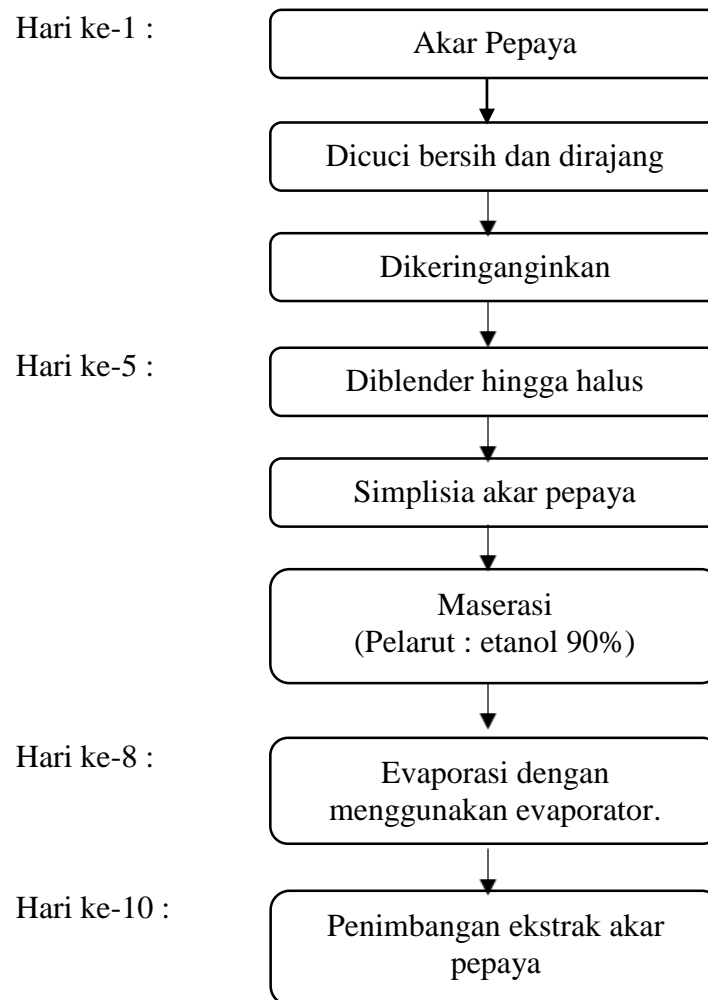 Hari ke-1 :
Akar Pepaya
Dicuci bersih dan dirajang
Dikeringanginkan
Hari ke-5 :
Diblender hingga halus
Simplisia akar pepaya
Maserasi
(Pelarut : etanol 90%)
Hari ke-8 :
Evaporasi dengan
menggunakan evaporator.
Hari ke-10 :
Penimbangan ekstrak akar
pepaya